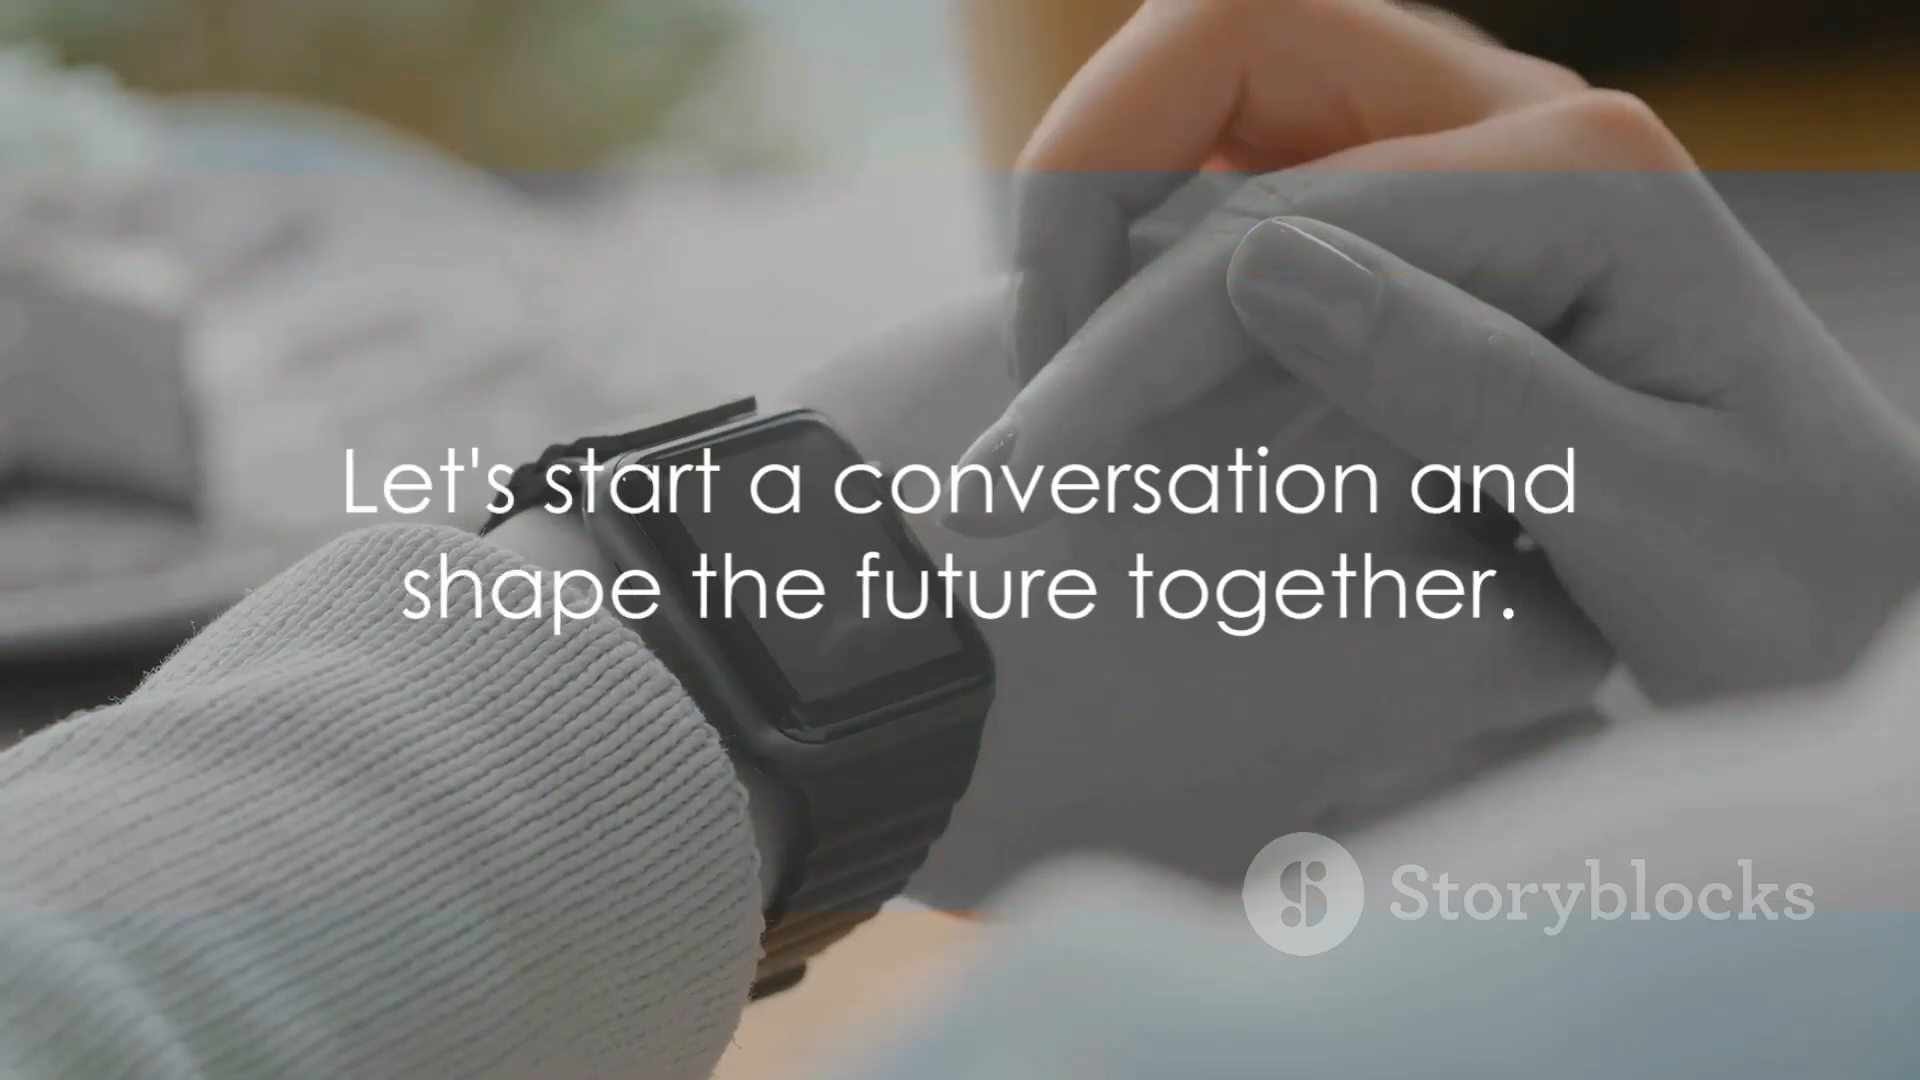 Let's start a conversation and
shape the future together.
Storyblocks